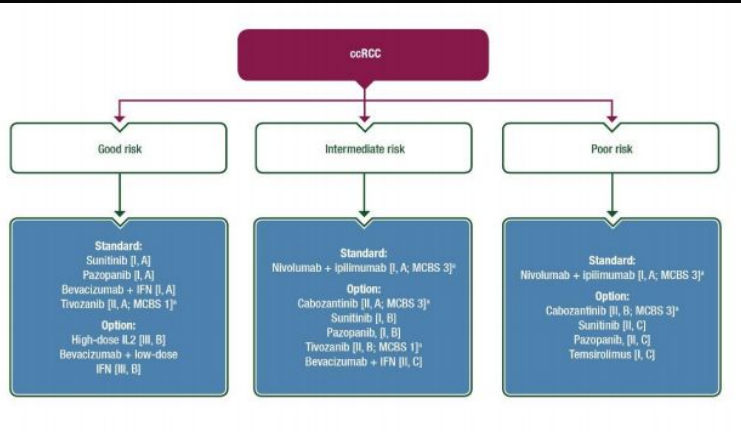 ccRCC
Good risk
Intermediate risk
Poor risk
Standard:
Sunitinib [I, A]
Pazopanib [I, A]
Bevacizumab + IFN [I, A]
Tivozanib [II, A; MCBS 1]ᵃ
Option:
High-dose IL2 [III, B]
Bevacizumab + low-dose
IFN [III, B]
Standard:
Nivolumab + ipilimumab [I, A; MCBS 3]ᵃ
Option:
Cabozantinib [II, A; MCBS 3]ᵃ
Sunitinib [I, B]
Pazopanib, [I, B]
Tivozanib [II, B; MCBS 1]ᵃ
Bevacizumab + IFN [II, C]
Standard:
Nivolumab + ipilimumab [I, A; MCBS 3]ᵃ
Option:
Cabozantinib [II, B; MCBS 3]ᵃ
Sunitinib [II, C]
Pazopanib, [II, C]
Temsirolimus [I, C]